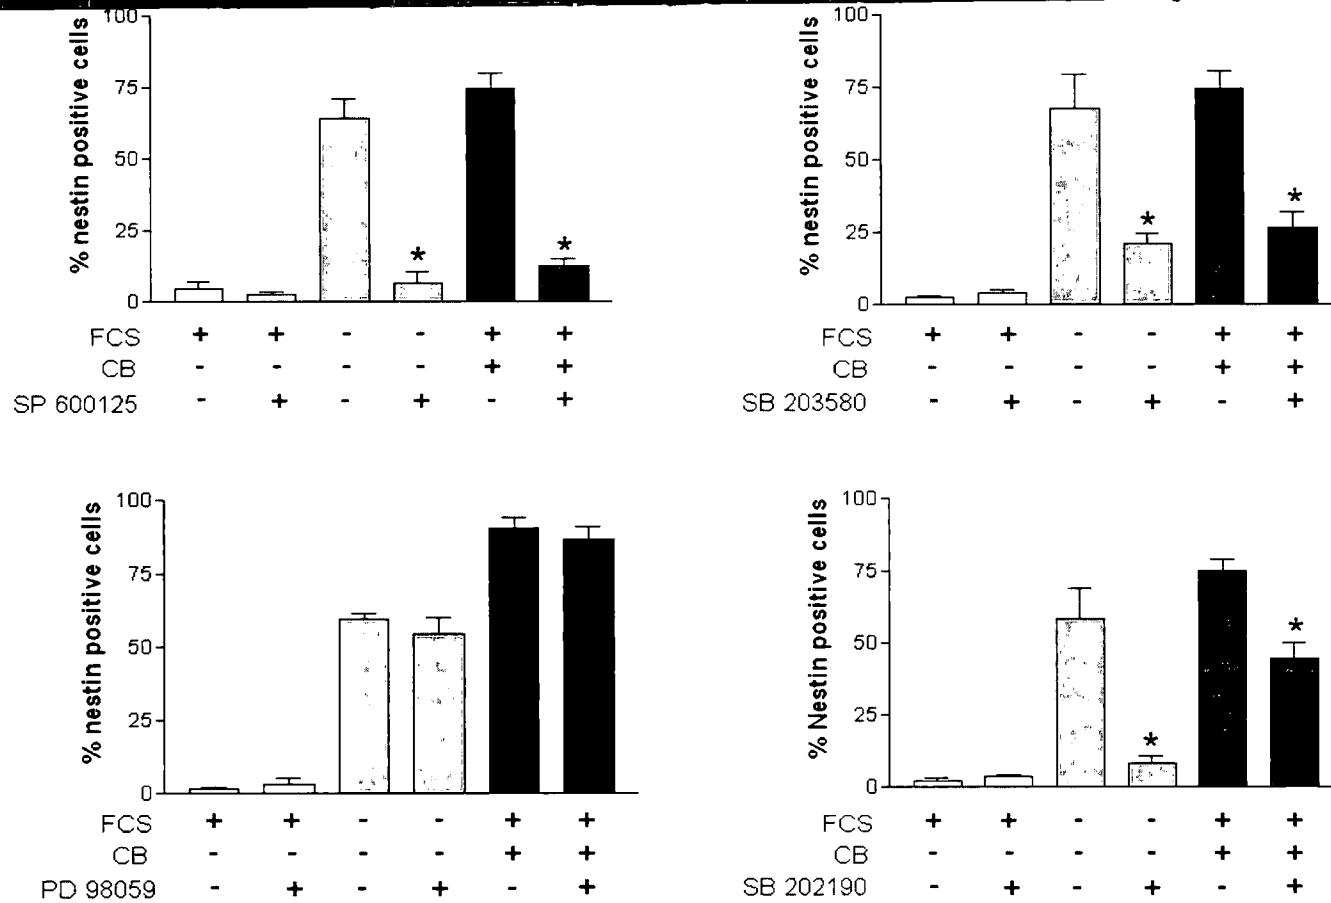 % nestin positive cells
100
75
50
25
0
*
*
FCS + + - - + +
CB - - - - + +
SP 600125 - + - + - +
% nestin positive cells
100
75
50
25
0
*
*
FCS + + - - + +
CB - - - - + +
SB 203580 - + - + - +
% nestin positive cells
100
75
50
25
0
FCS + + - - + +
CB - - - - + +
PD 98059 - + - + - +
% Nestin positive cells
100
75
50
25
0
*
*
FCS + + - - + +
CB - - - - + +
SB 202190 - + - + - +